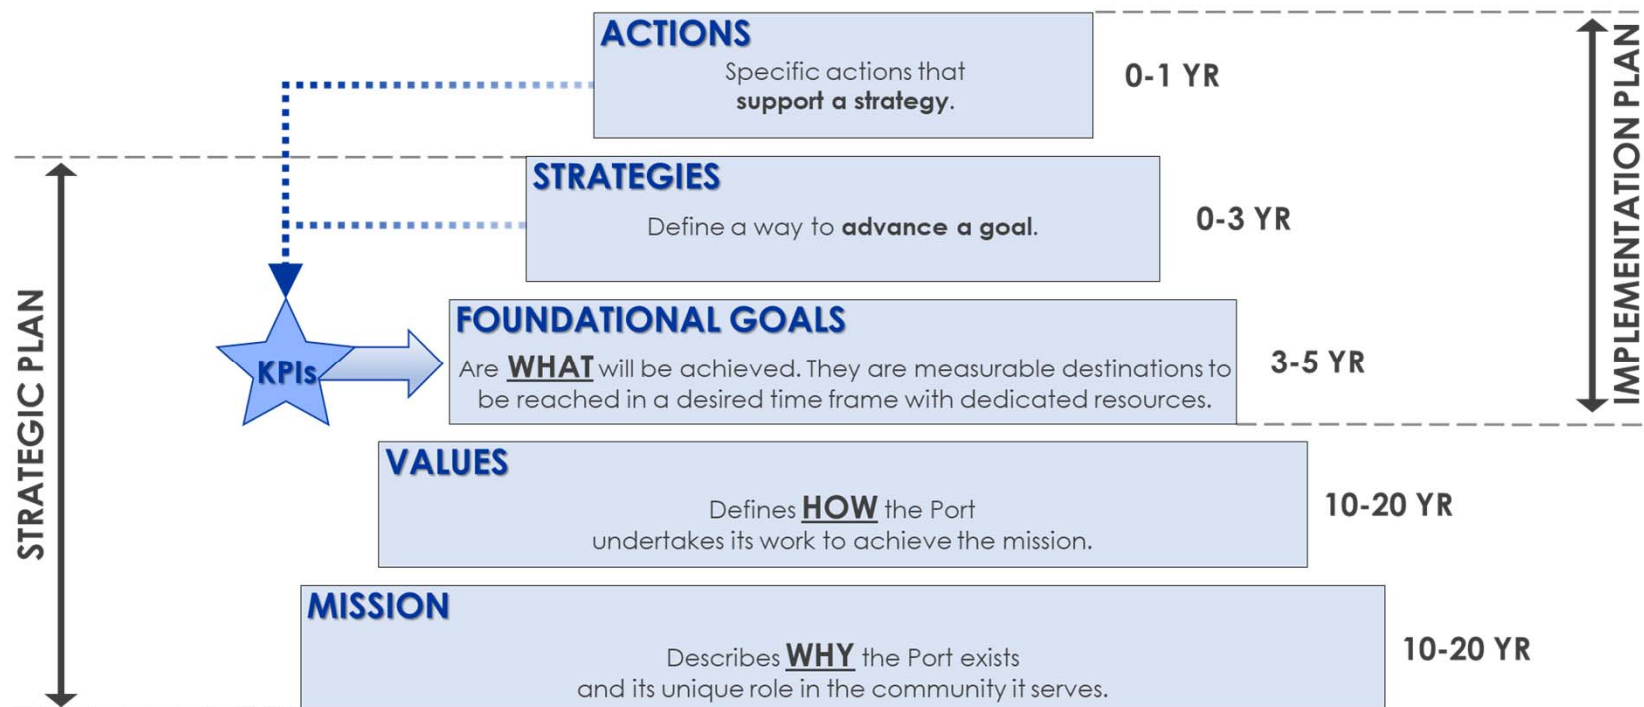 ACTIONS
Specific actions that
support a strategy.
0-1 YR
STRATEGIES
Define a way to advance a goal.
0-3 YR
FOUNDATIONAL GOALS
Are WHAT will be achieved. They are measurable destinations to
be reached in a desired time frame with dedicated resources.
3-5 YR
KPIs
VALUES
Defines HOW the Port
undertakes its work to achieve the mission.
10-20 YR
MISSION
Describes WHY the Port exists
and its unique role in the community it serves.
10-20 YR
STRATEGIC PLAN
IMPLEMENTATION PLAN